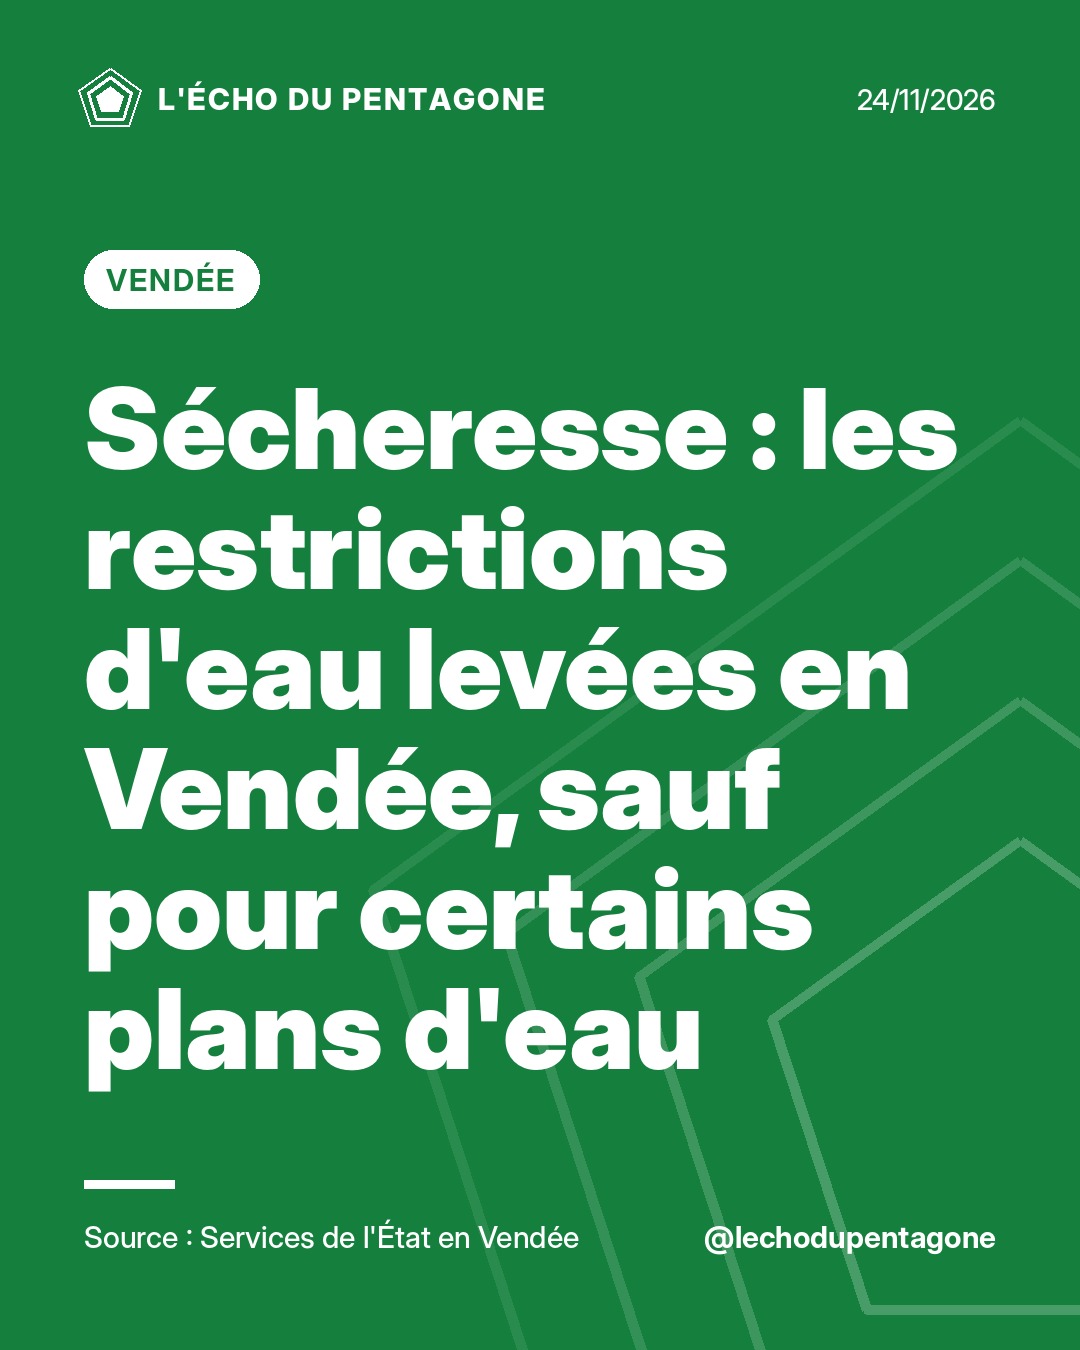 L'ÉCHO DU PENTAGONE
24/11/2026
VENDÉE
Sécheresse : les
restrictions
d'eau levées en
Vendée, sauf
pour certains
plans d'eau
Source : Services de l'État en Vendée
@lechodupentagone